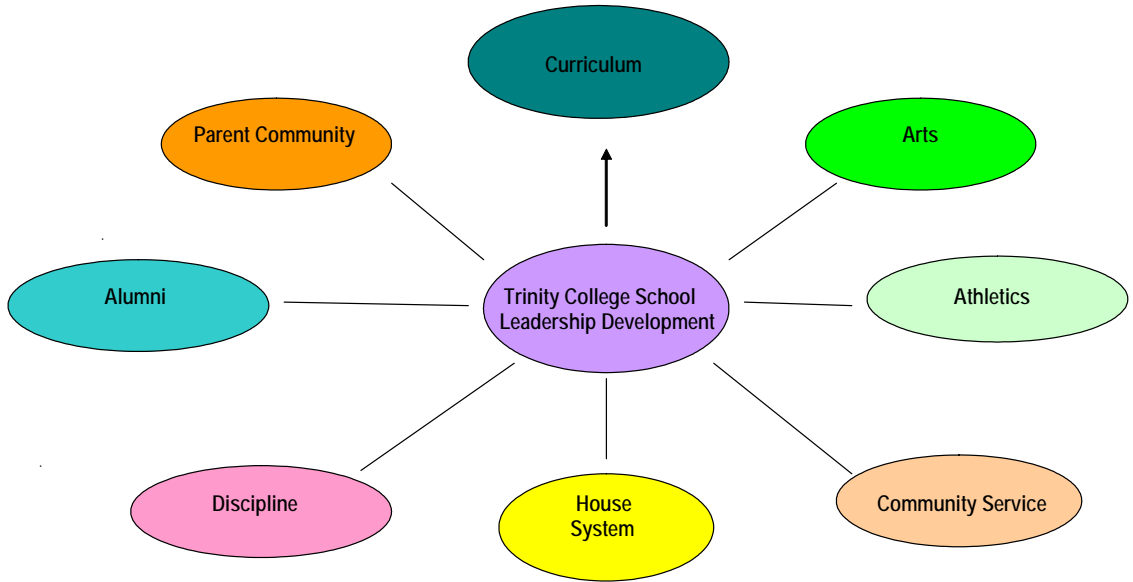 Curriculum
Parent Community
Arts
Alumni
Trinity College School
Leadership Development
Athletics
Discipline
House
System
Community Service